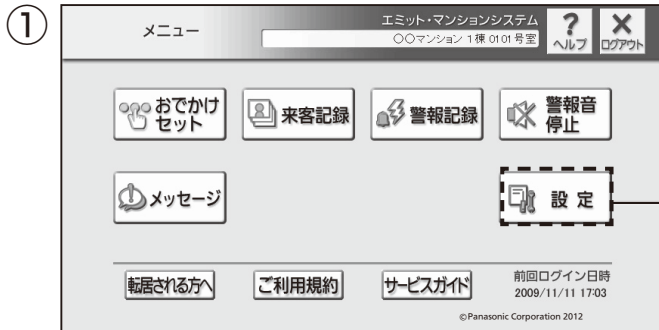 ①
メニュー
エミット・マンションシステム
○○マンション 1棟 0101号室
?
ヘルプ
×
ログアウト
おでかけ
セット
来客記録
警報記録
警報音
停止
メッセージ
設定
転居される方へ
ご利用規約
サービスガイド
前回ログイン日時
2009/11/11 17:03
©Panasonic Corporation 2012